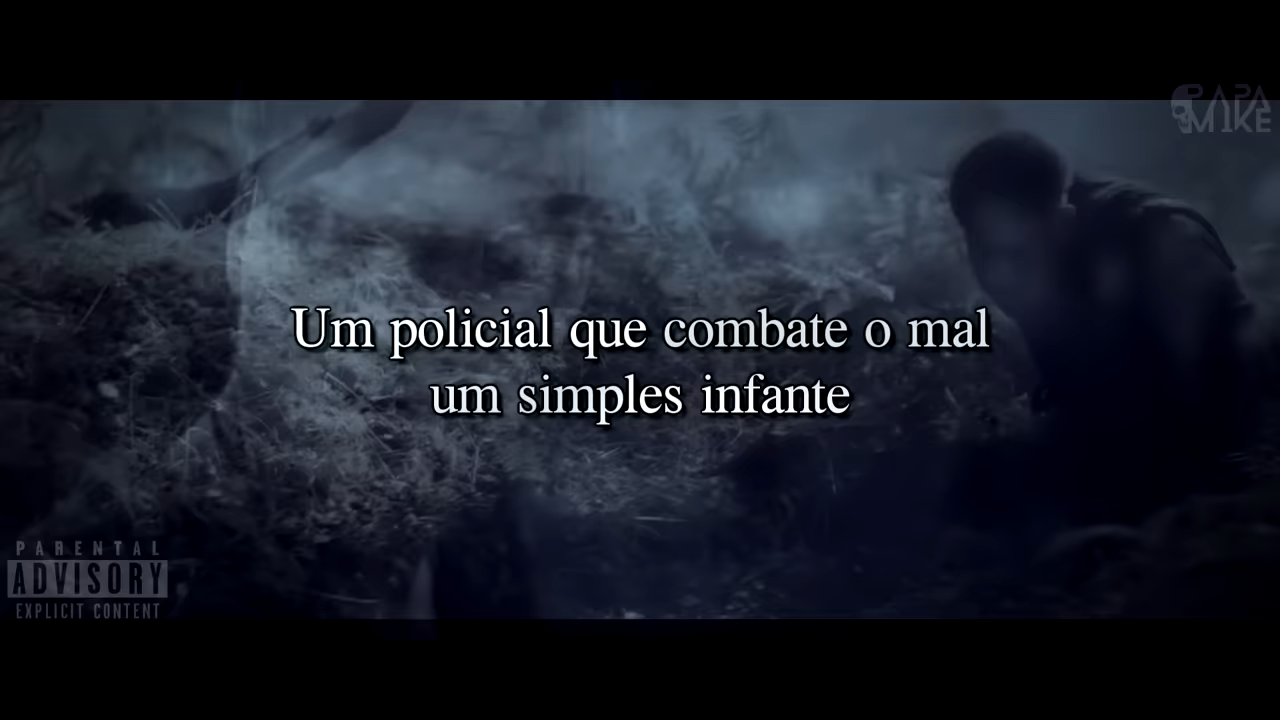 PAPA
MIKE
Um policial que combate o mal
um simples infante
PARENTAL
ADVISORY
EXPLICIT CONTENT